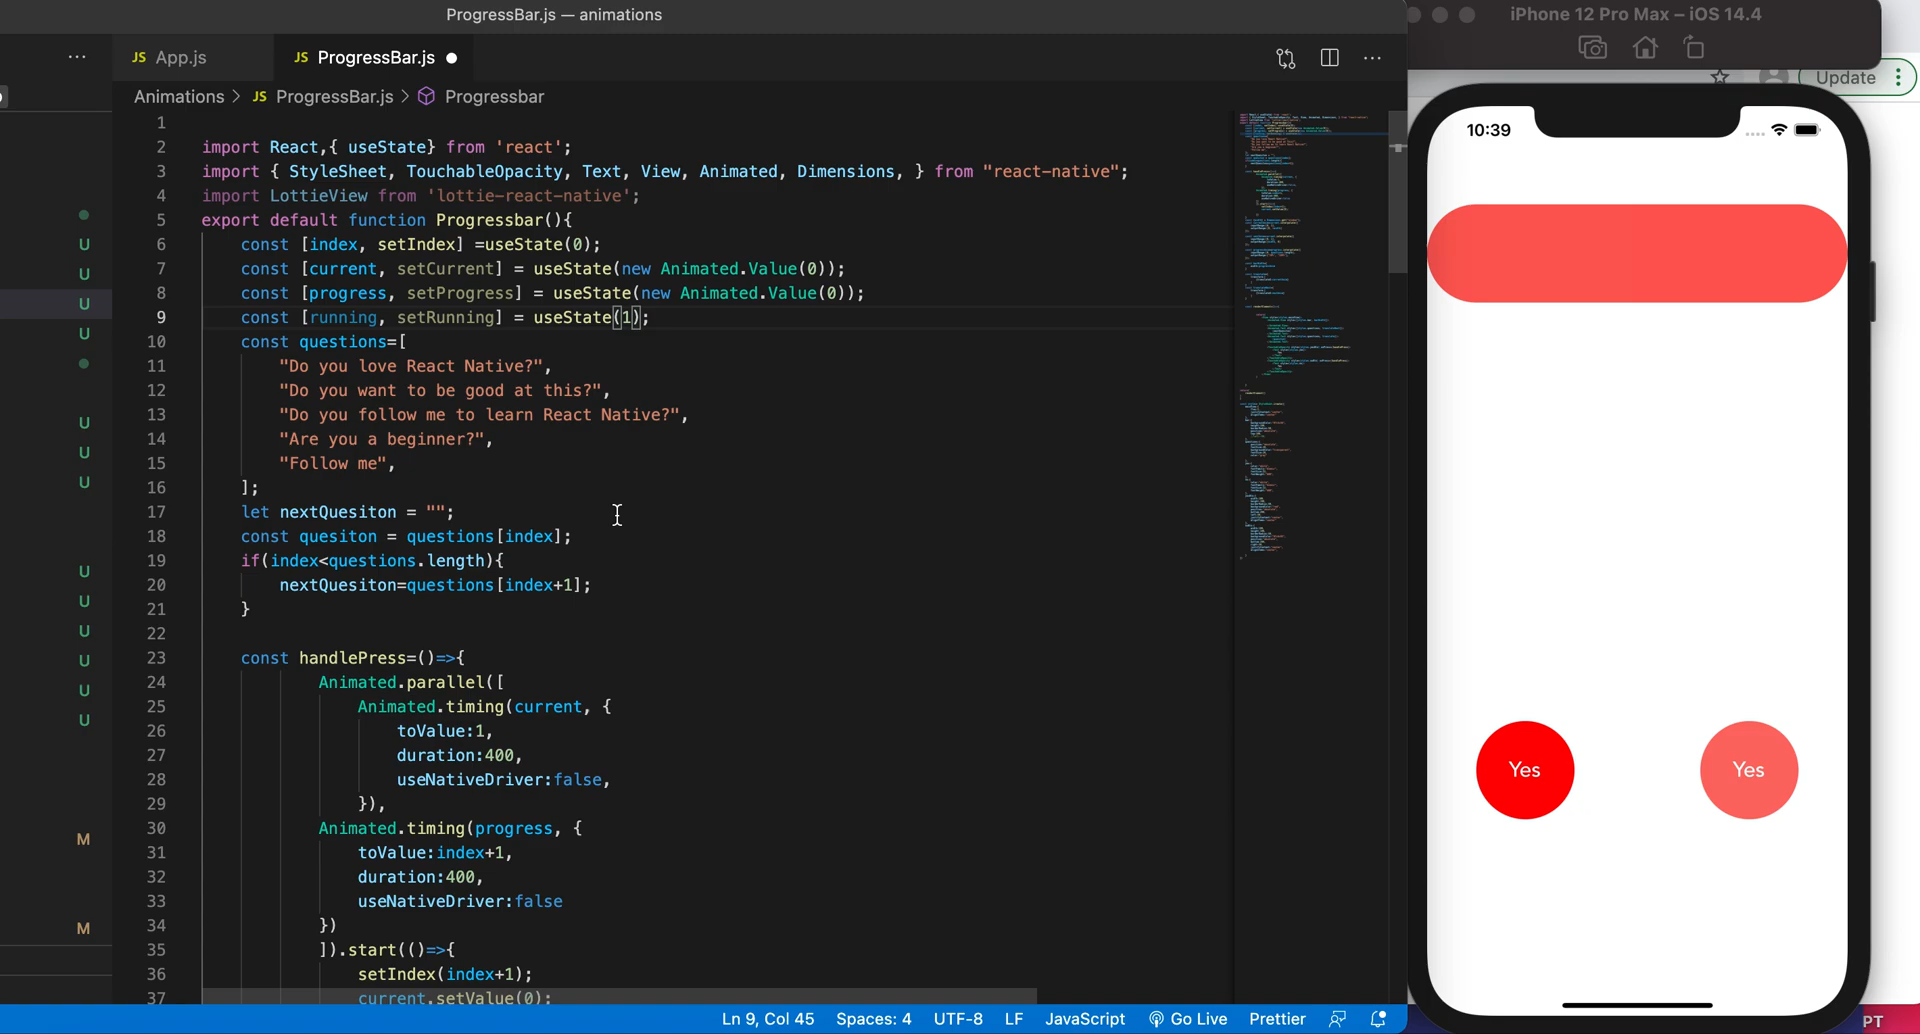 ProgressBar.js — animations
iPhone 12 Pro Max – iOS 14.4
JS App.js
JS ProgressBar.js
Update
Animations > JS ProgressBar.js > Progressbar
1
2 import React,{ useState} from 'react';
3 import { StyleSheet, TouchableOpacity, Text, View, Animated, Dimensions, } from "react-native";
4 import LottieView from 'lottie-react-native';
5 export default function Progressbar(){
6 const [index, setIndex] =useState(0);
7 const [current, setCurrent] = useState(new Animated.Value(0));
8 const [progress, setProgress] = useState(new Animated.Value(0));
9 const [running, setRunning] = useState(1);
10 const questions=[
11 "Do you love React Native?",
12 "Do you want to be good at this?",
13 "Do you follow me to learn React Native?",
14 "Are you a beginner?",
15 "Follow me",
16 ];
17 let nextQuesiton = "";
18 const quesiton = questions[index];
19 if(index<questions.length){
20 nextQuesiton=questions[index+1];
21 }
22
23 const handlePress=()=>{
24 Animated.parallel([
25 Animated.timing(current, {
26 toValue:1,
27 duration:400,
28 useNativeDriver:false,
29 }),
30 Animated.timing(progress, {
31 toValue:index+1,
32 duration:400,
33 useNativeDriver:false
34 })
35 ]).start(()=>{
36 setIndex(index+1);
37 current.setValue(0);
U
U
U
U
U
U
U
U
U
U
U
U
U
M
M
10:39
Yes
Yes
Ln 9, Col 45 Spaces: 4 UTF-8 LF JavaScript Go Live Prettier
PT